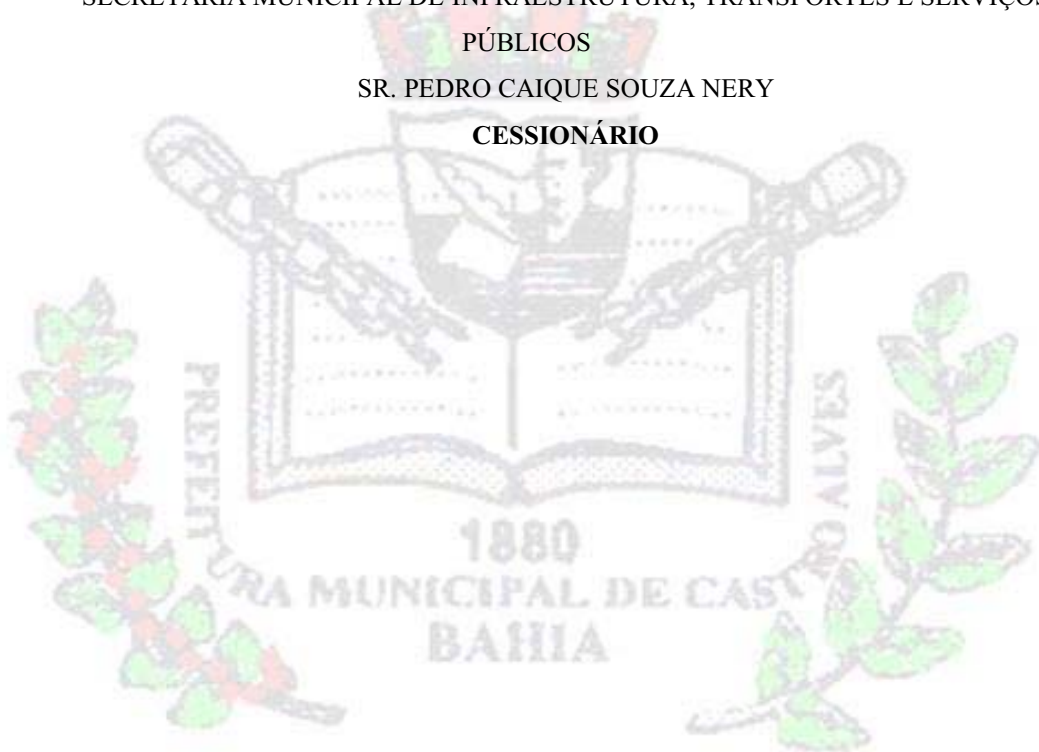 SECRETARIA MUNICIPAL DE INFRAESTRUTURA, TRANSPORTES E SERVIÇOS
PÚBLICOS
SR. PEDRO CAIQUE SOUZA NERY
CESSIONÁRIO
1880
PREFEITURA MUNICIPAL DE CASTRO ALVES
BAHIA